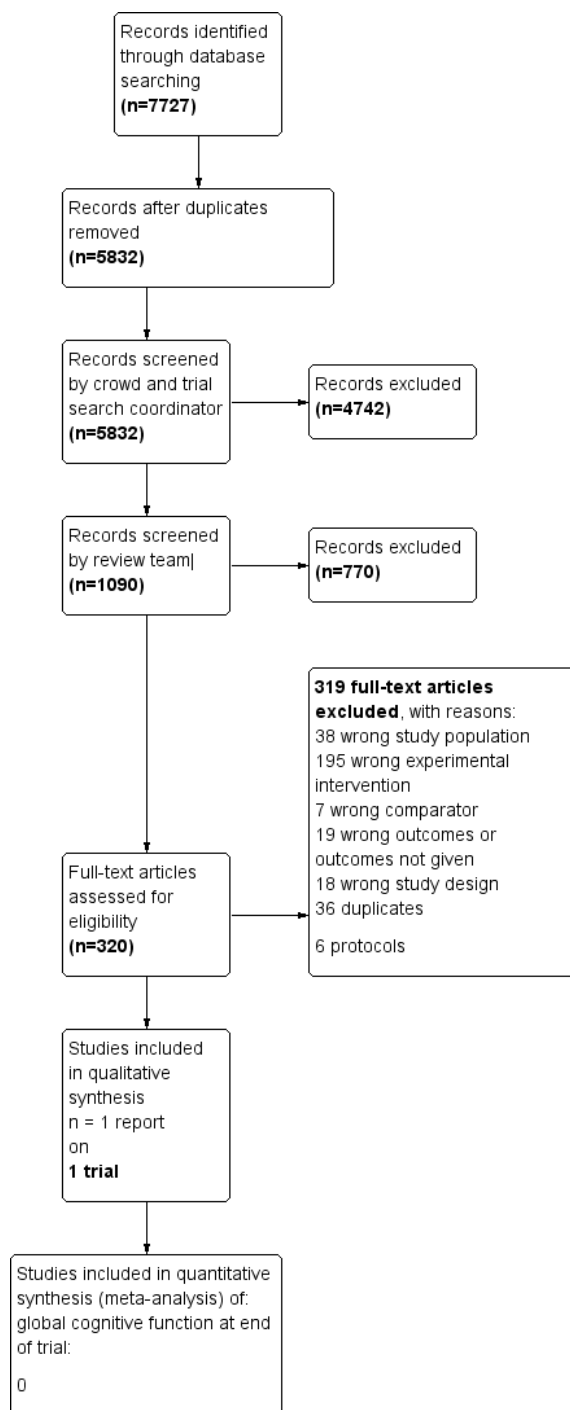 Records identified
through database
searching
(n=7727)
Records after duplicates
removed
(n=5832)
Records screened
by crowd and trial
search coordinator
(n=5832)
Records excluded
(n=4742)
Records screened
by review team|
(n=1090)
Records excluded
(n=770)
319 full-text articles
excluded, with reasons:
38 wrong study population
195 wrong experimental
intervention
7 wrong comparator
19 wrong outcomes or
outcomes not given
18 wrong study design
36 duplicates
6 protocols
Full-text articles
assessed for
eligibility
(n=320)
Studies included
in qualitative
synthesis
n = 1 report
on
1 trial
Studies included in quantitative
synthesis (meta-analysis) of:
global cognitive function at end
of trial:
0